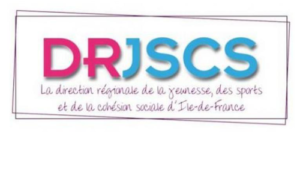 DRJSCS
La direction régionale de la jeunesse, des sports
et de la cohésion sociale d'Ile-de-France